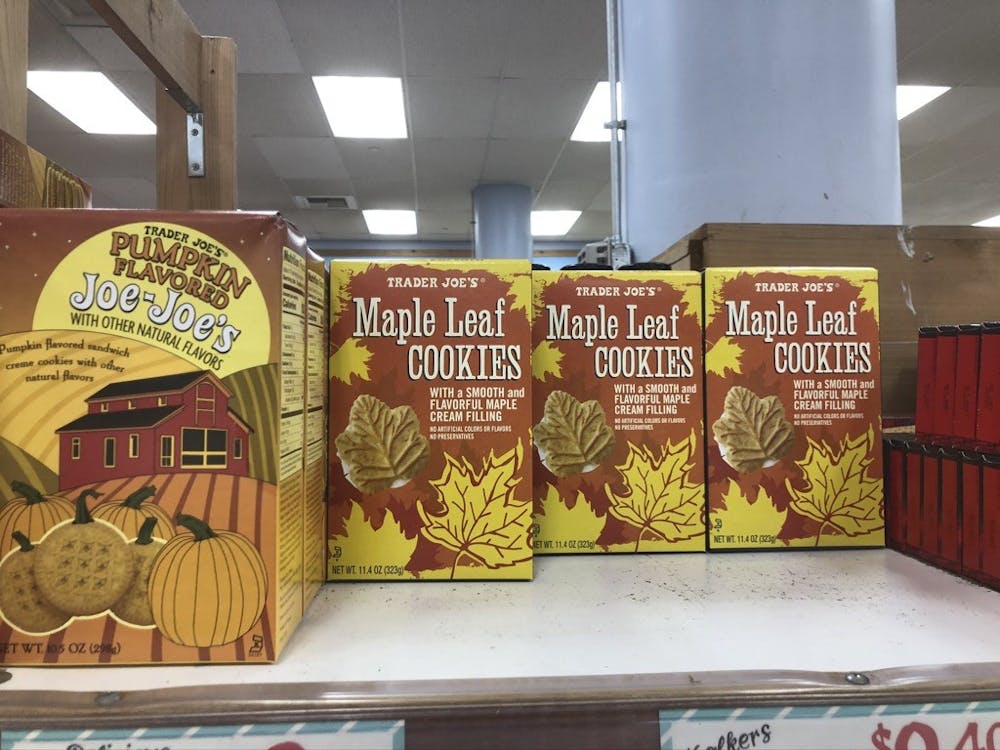 TRADER JOE'S
PUMPKIN
FLAVORED
Joe-Joe's
WITH OTHER NATURAL FLAVORS
Pumpkin flavored sandwich
creme cookies with other
natural flavors
NET WT. 10.5 OZ (298g)
TRADER JOE'S®
Maple Leaf
COOKIES
WITH a SMOOTH and
FLAVORFUL MAPLE
CREAM FILLING
NO ARTIFICIAL COLORS OR FLAVORS
NO PRESERVATIVES
NET WT. 11.4 OZ (323g)
TRADER JOE'S®
Maple Leaf
COOKIES
WITH a SMOOTH and
FLAVORFUL MAPLE
CREAM FILLING
NO ARTIFICIAL COLORS OR FLAVORS
NO PRESERVATIVES
NET WT. 11.4 OZ (323g)
TRADER JOE'S®
Maple Leaf
COOKIES
WITH a SMOOTH and
FLAVORFUL MAPLE
CREAM FILLING
NO ARTIFICIAL COLORS OR FLAVORS
NO PRESERVATIVES
NET WT. 11.4 OZ (323g)